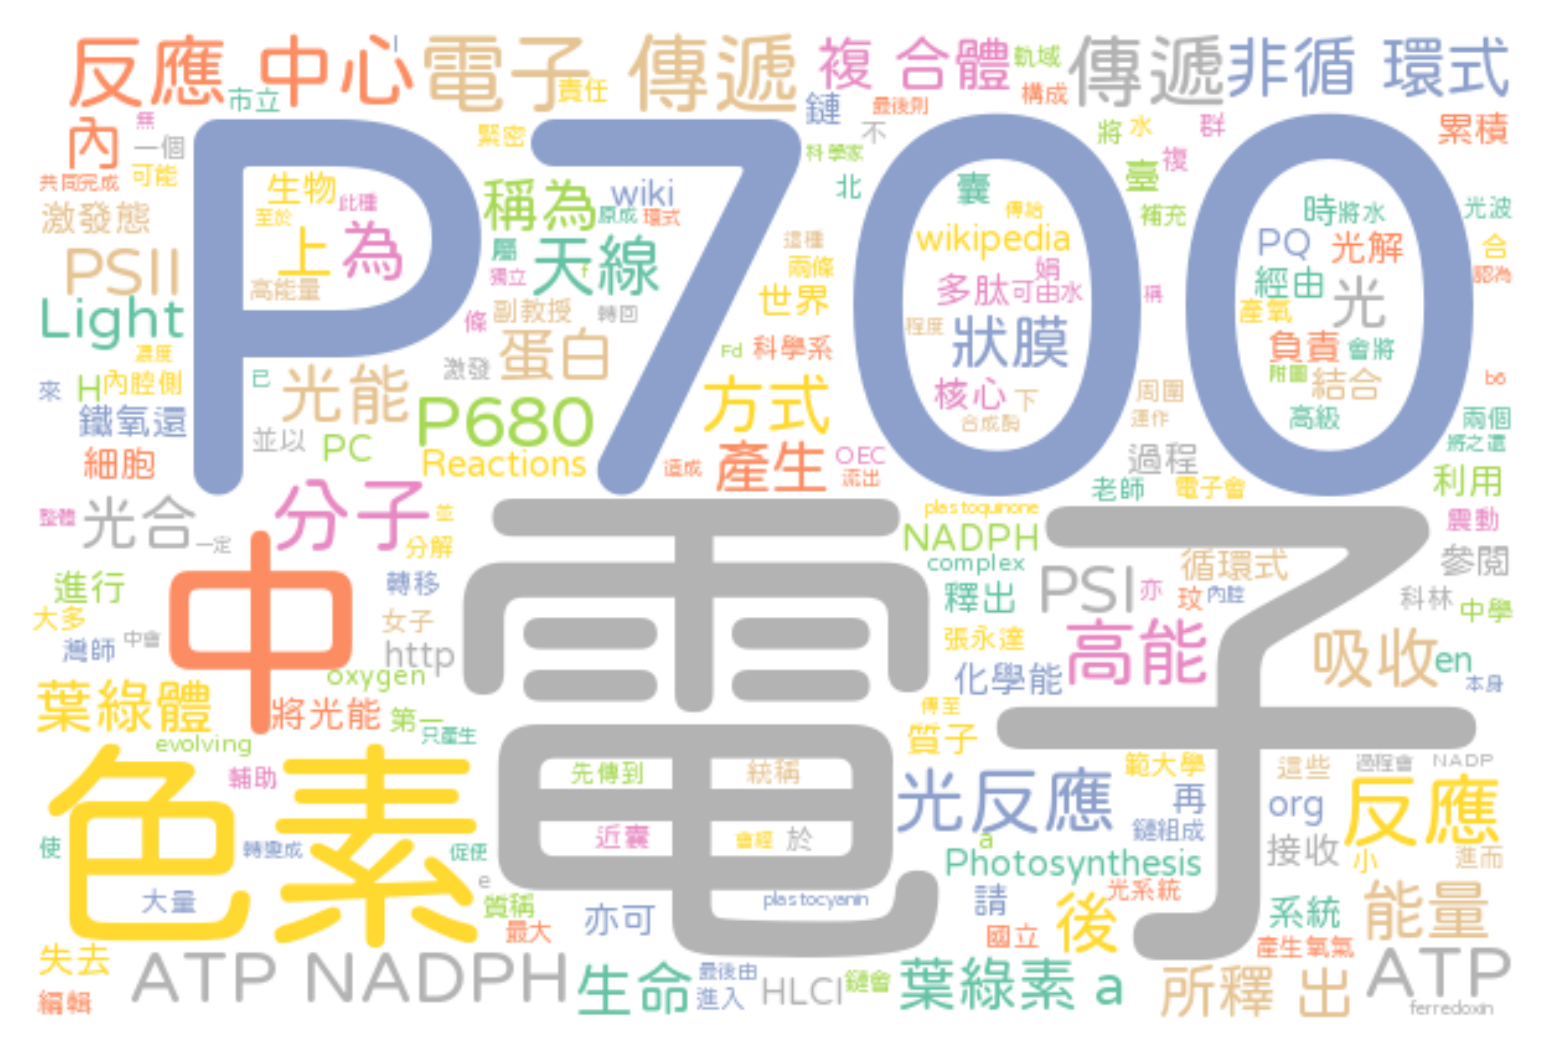 反應 中心
電子 傳遞
複 合體
軌域
傳遞
非循 環式
市立
責任
鏈
最後則
構成
內
無
一個
緊密
不
將
水
群
累積
P700
科學家
複
共同完成
可能
生物
此種
稱為
wiki
北
囊
臺
激發態
至於
上
為
原成
環式
傳給
補充
時
將水
光波
屬
天線
這種
wikipedia
PQ
光解
合
PSII
獨立
f
兩條
娟
認為
高能量
多肽
可由水
稱
經由
光
Light
條
副教授
轉回
世界
程度
狀膜
產氧
濃度
激發
蛋白
Fd
科學系
負責
會將
來
H
內腔側
已
光能
核心
下
周圍
附圖
結合
b6
鐵氧還
P680
方式
合成酶
運作
高級
兩個
並以
PC
將之還
細胞
Reactions
造成
產生
OEC
流出
過程
老師
電子會
利用
整體
光合
一定
分子
並
分解
plastoquinone
NADPH
震動
電子
中
complex
循環式
參閱
進行
轉移
釋出
PSI
亦
玟
內腔
科林
中學
大多
灣師
中會
女子
http
張永達
高能
吸收
en
oxygen
化學能
本身
葉綠體
將光能
第一
只產生
傳至
質子
evolving
輔助
先傳到
統稱
範大學
這些
過程會
NADP
色素
光反應
再
org
反應
使
轉變成
促使
近囊
會經
於
a
鏈組成
接收
小
進而
Photosynthesis
大量
e
質稱
plastocyanin
光系統
亦可
請
後
系統
能量
最大
國立
產生氧氣
失去
ATP NADPH
生命
最後由
進入
HLCI
鏈會
葉綠素 a
所釋 出
ATP
編輯
ferredoxin